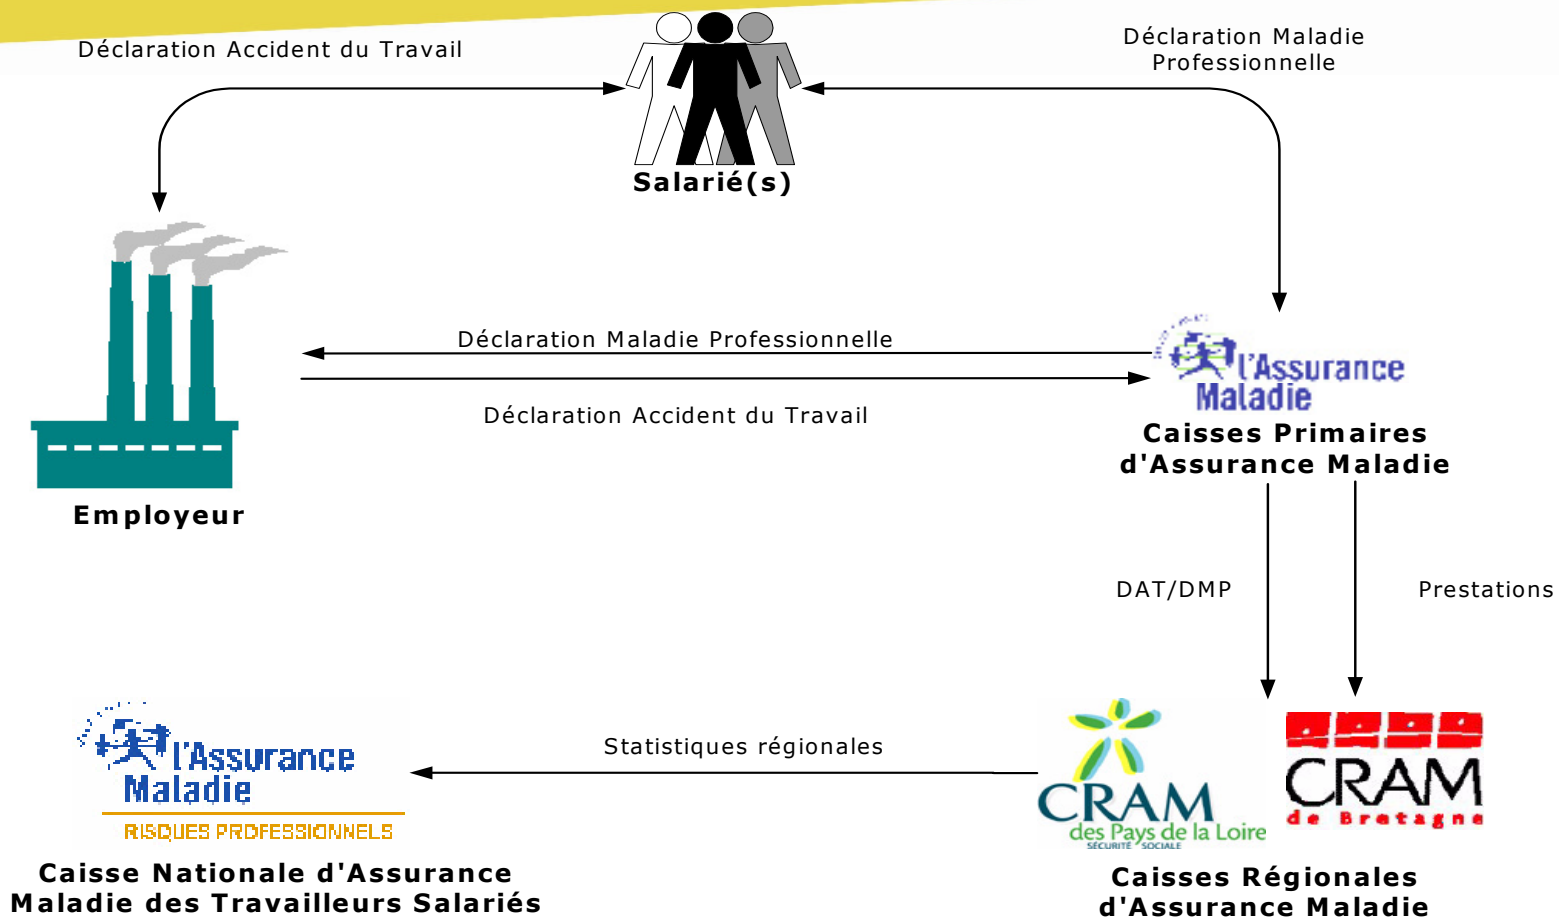 Déclaration Accident du Travail
Déclaration Maladie
Professionnelle
Salarié(s)
Déclaration Maladie Professionnelle
Déclaration Accident du Travail
l'Assurance
Maladie
Caisses Primaires
d'Assurance Maladie
Employeur
DAT/DMP
Prestations
l'Assurance
Maladie
RISQUES PROFESSIONNELS
Caisse Nationale d'Assurance
Maladie des Travailleurs Salariés
Statistiques régionales
CRAM
des Pays de la Loire
SÉCURITÉ SOCIALE
CRAM
de Bretagne
Caisses Régionales
d'Assurance Maladie